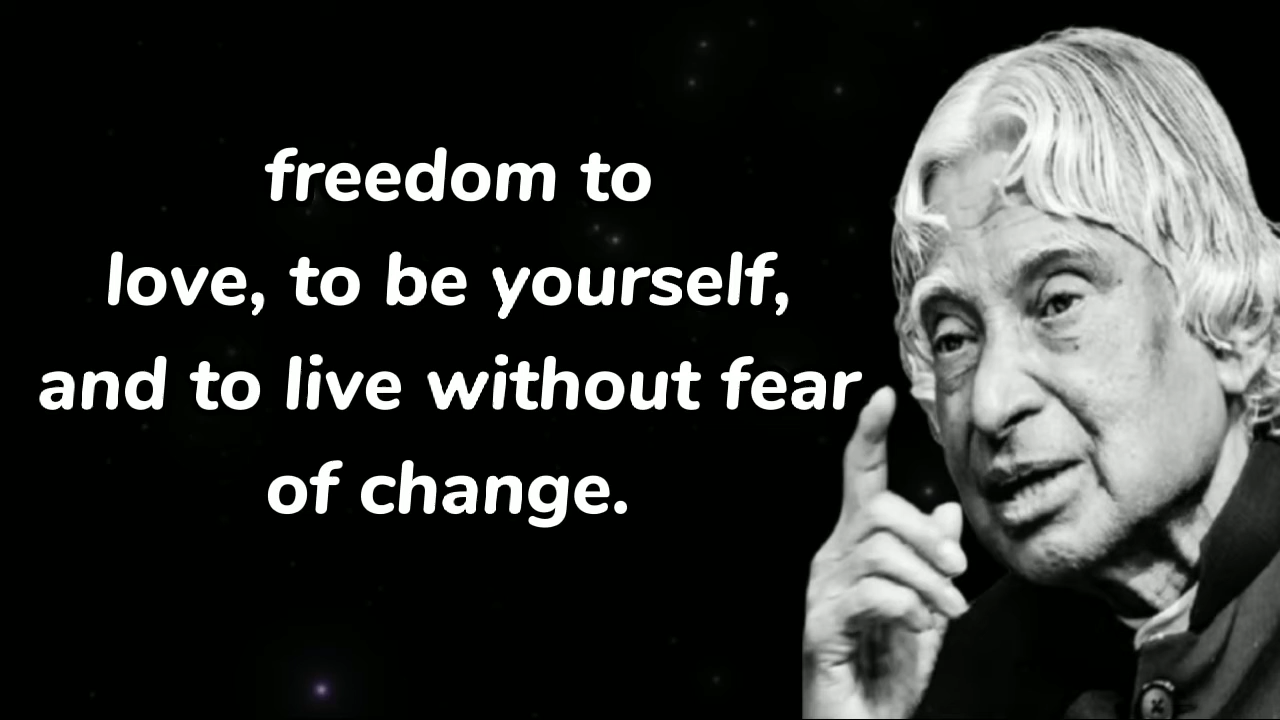 freedom to
love, to be yourself,
and to live without fear
of change.